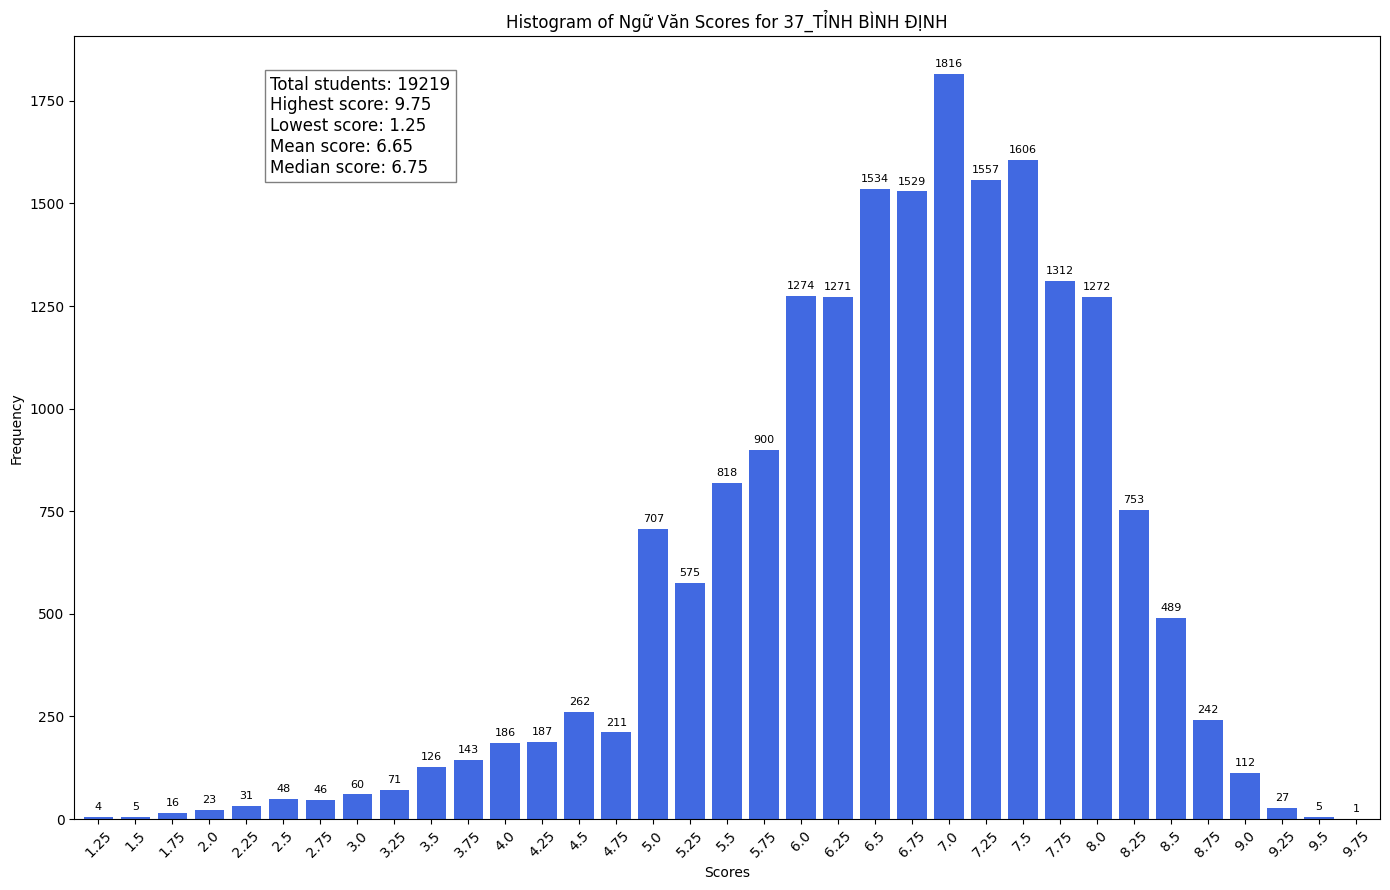 Histogram of Ngữ Văn Scores for 37_TỈNH BÌNH ĐỊNH
Total students: 19219
Highest score: 9.75
Lowest score: 1.25
Mean score: 6.65
Median score: 6.75
Frequency
1750
1500
1250
1000
750
500
250
0
4 5 16 23 31 48 46 60 71 126 143 186 187 262 211 707 575 818 900 1274 1271 1534 1529 1816 1557 1606 1312 1272 753 489 242 112 27 5 1
1.25 1.5 1.75 2.0 2.25 2.5 2.75 3.0 3.25 3.5 3.75 4.0 4.25 4.5 4.75 5.0 5.25 5.5 5.75 6.0 6.25 6.5 6.75 7.0 7.25 7.5 7.75 8.0 8.25 8.5 8.75 9.0 9.25 9.5 9.75
Scores